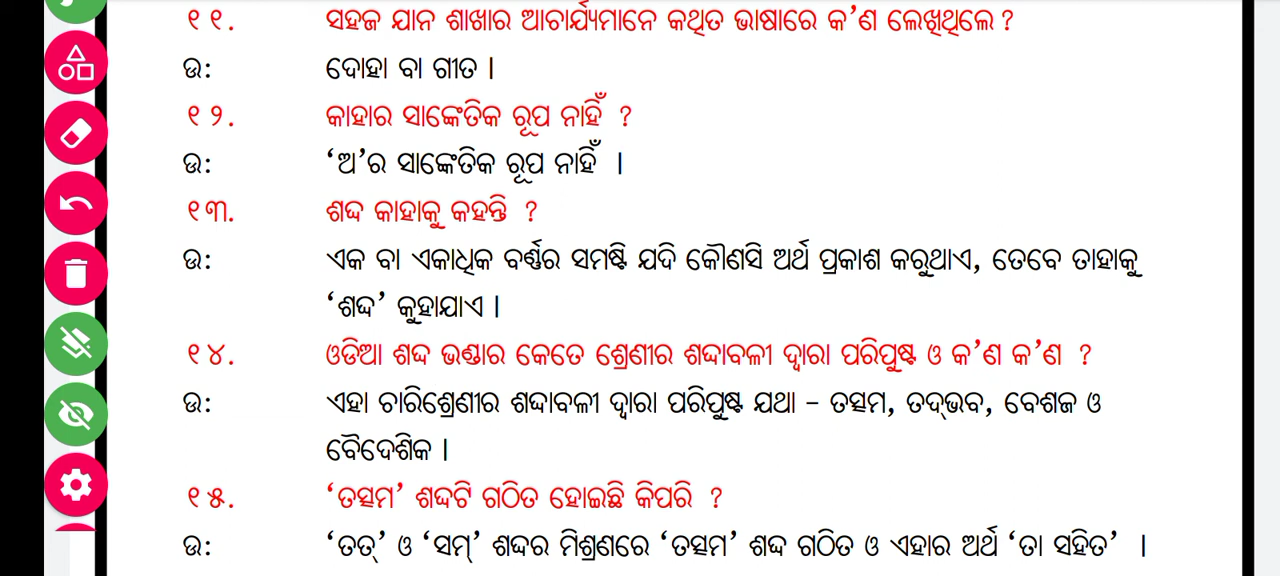 ୧୧. ସହଜ ଯାନ ଶାଖାର ଆଚାର୍ଯ୍ୟମାନେ କଥିତ ଭାଷାରେ କ’ଣ ଲେଖିଥିଲେ ?
ଉ: ଦୋହା ବା ଗୀତ ।
୧୨. କାହାର ସାଙ୍କେତିକ ରୂପ ନାହିଁ ?
ଉ: ‘ଅ’ର ସାଙ୍କେତିକ ରୂପ ନାହିଁ ।
୧୩. ଶବ୍ଦ କାହାକୁ କହନ୍ତି ?
ଉ: ଏକ ବା ଏକାଧିକ ବର୍ଣ୍ଣର ସମଷ୍ଟି ଯଦି କୌଣସି ଅର୍ଥ ପ୍ରକାଶ କରୁଥାଏ, ତେବେ ତାହାକୁ
‘ଶବ୍ଦ’ କୁହାଯାଏ ।
୧୪. ଓଡିଆ ଶବ୍ଦ ଭଣ୍ଡାର କେତେ ଶ୍ରେଣୀର ଶବ୍ଦାବଳୀ ଦ୍ୱାରା ପରିପୁଷ୍ଟ ଓ କ’ଣ କ’ଣ ?
ଉ: ଏହା ଚାରିଶ୍ରେଣୀର ଶବ୍ଦାବଳୀ ଦ୍ୱାରା ପରିପୁଷ୍ଟ ଯଥା – ତତ୍ସମ, ତଦ୍‌ଭବ, ବେଶଜ ଓ
ବୈଦେଶିକ ।
୧୫. ‘ତତ୍ସମ’ ଶବ୍ଦଟି ଗଠିତ ହୋଇଛି କିପରି ?
ଉ: ‘ତତ୍’ ଓ ‘ସମ୍’ ଶବ୍ଦର ମିଶ୍ରଣରେ ‘ତତ୍ସମ’ ଶବ୍ଦ ଗଠିତ ଓ ଏହାର ଅର୍ଥ ‘ତା ସହିତ’ ।